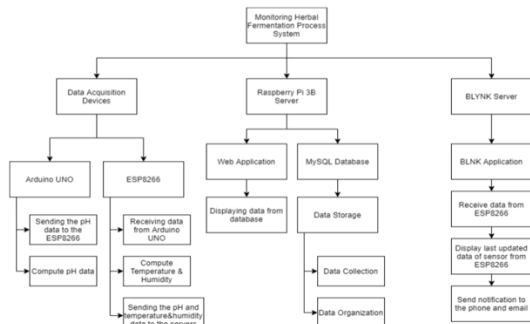 Monitoring Herbal
Fermentation Process
System
Data Acquisition
Devices
Raspberry Pi 3B
Server
BLYNK Server
Arduino UNO
ESP8266
Web Application
MySQL Database
BLNK Application
Sending the pH
data to the
ESP8266
Receiving data
from Arduino UNO
Displaying data from
database
Data Storage
Receive data from
ESP8266
Compute pH data
Compute
Temperature &
Humidity
Data Collection
Display last updated
data of sensor from
ESP8266
Sending the pH and
temperature&humidity
data to the servers
Data Organization
Send notification to
the phone and email